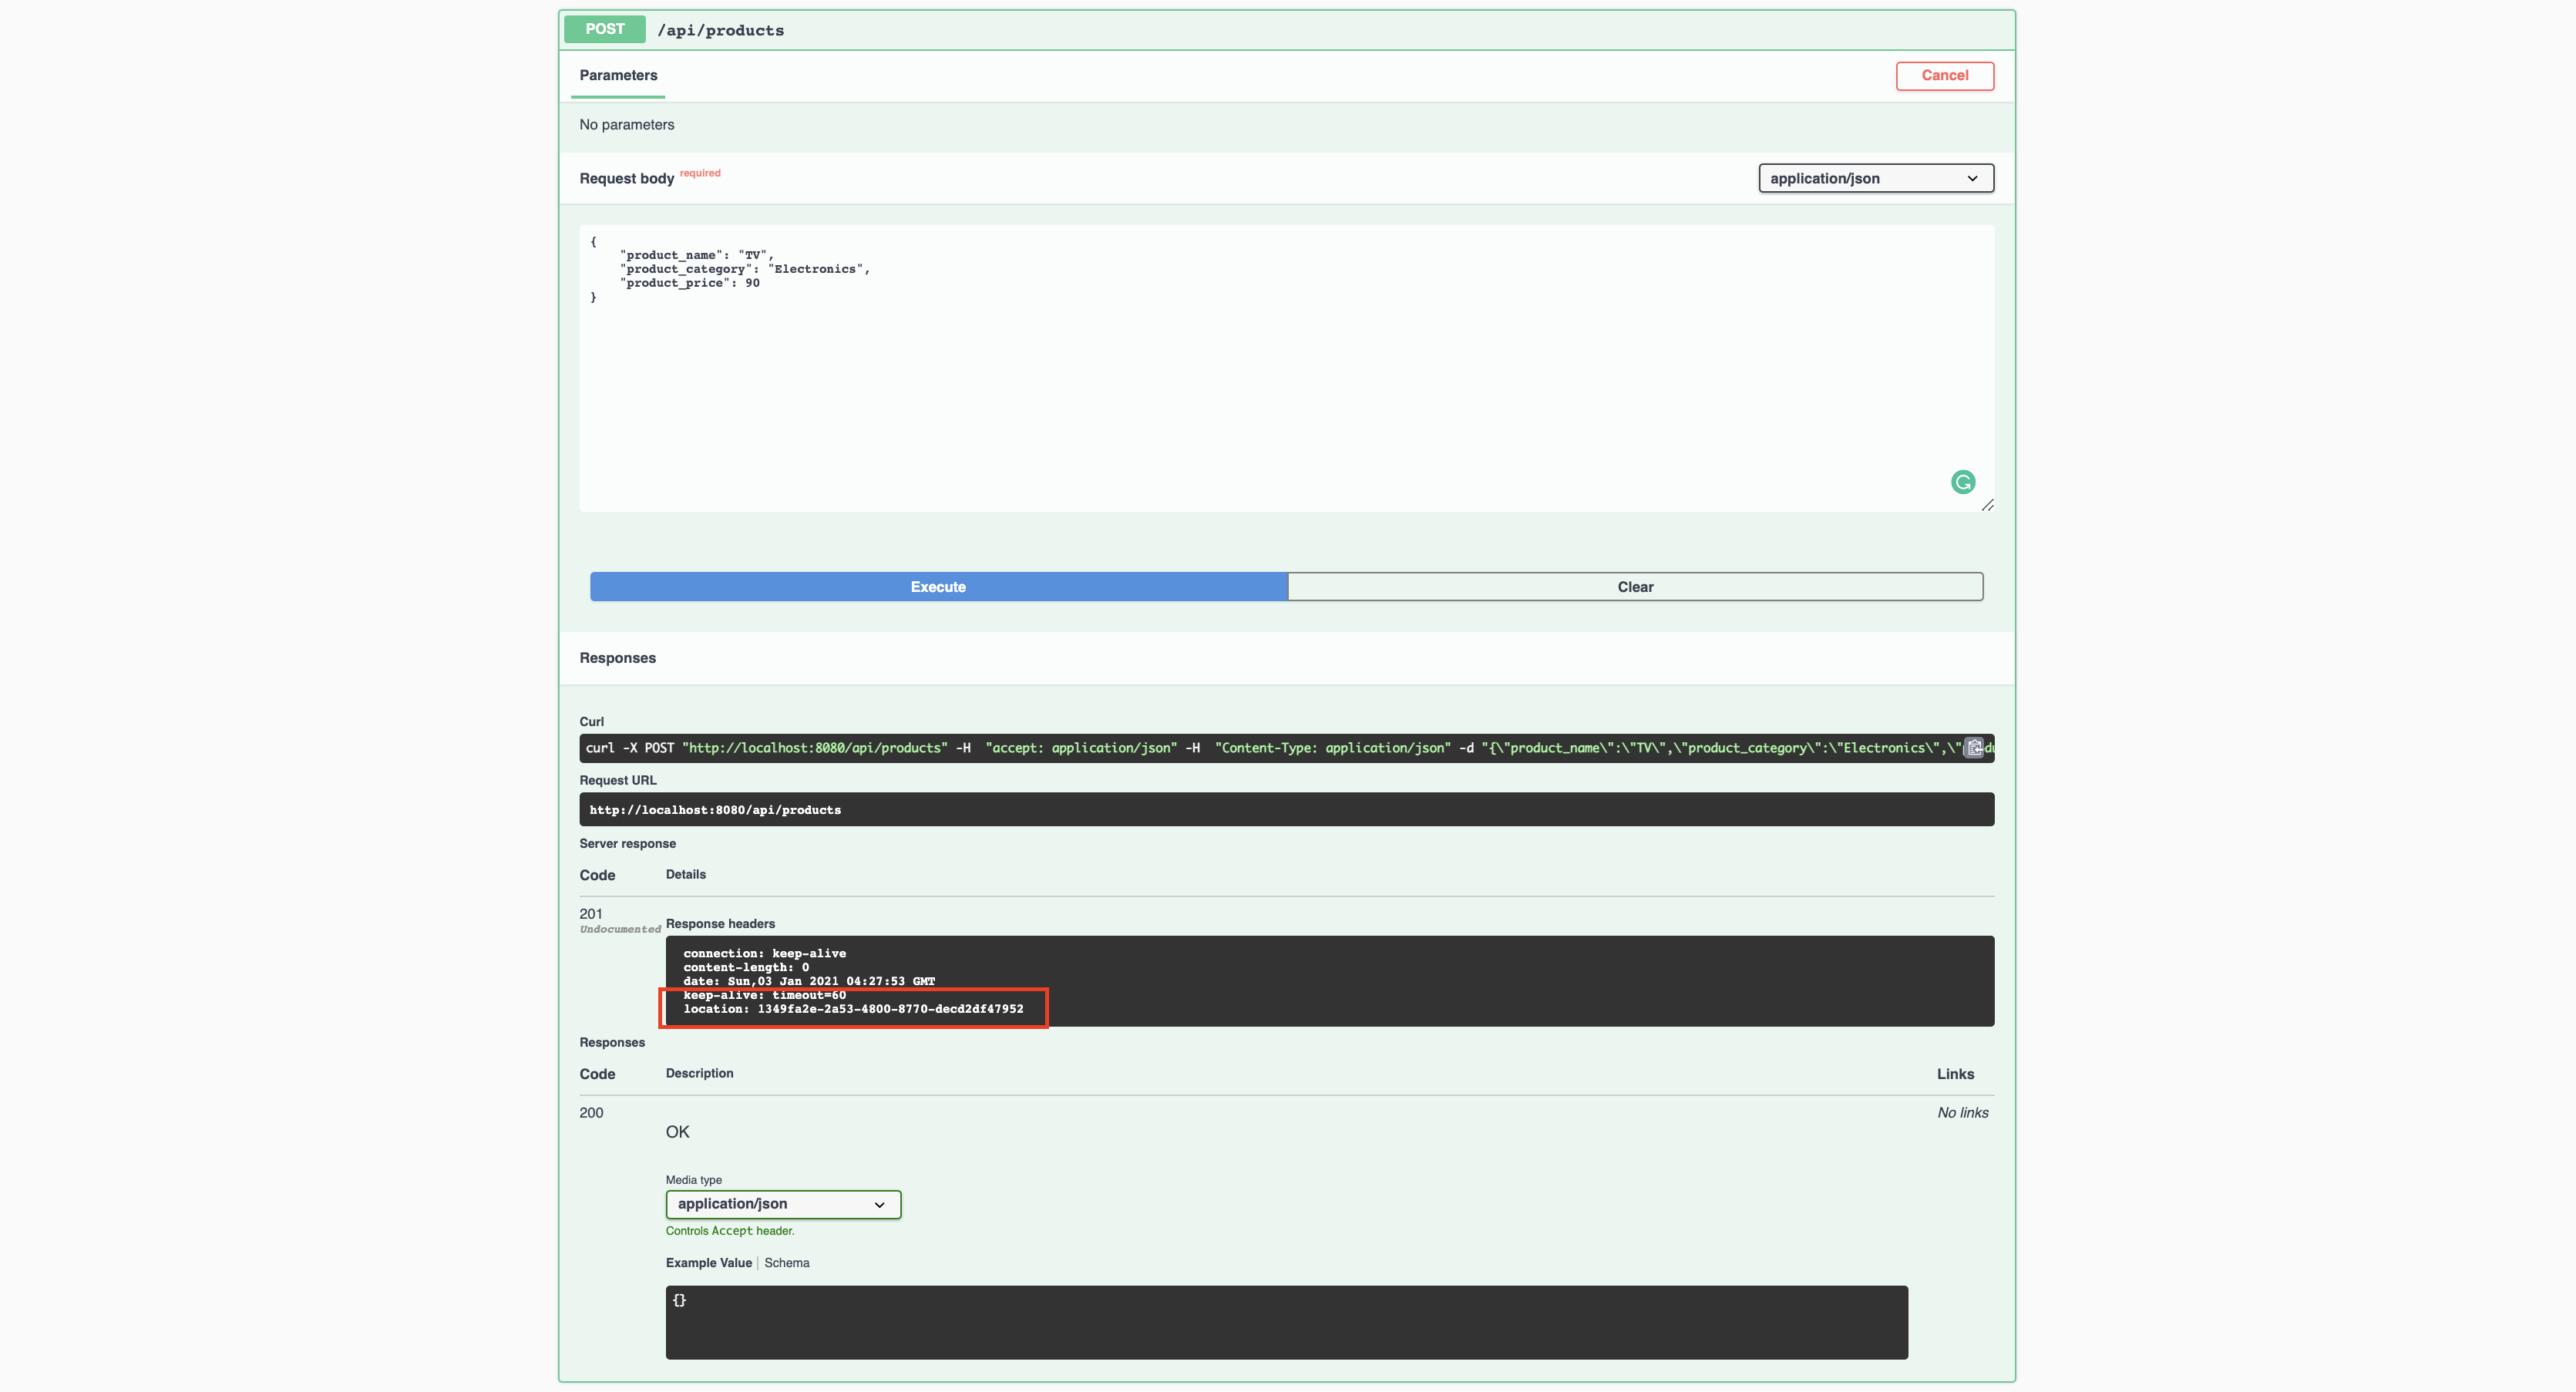 POST /api/products
Parameters Cancel
No parameters
Request body required application/json
{
    "product_name": "TV",
    "product_category": "Electronics",
    "product_price": 90
}
Execute Clear
Responses
Curl
curl -X POST "http://localhost:8080/api/products" -H  "accept: application/json" -H  "Content-Type: application/json" -d "{\"product_name\":\"TV\",\"product_category\":\"Electronics\",\"
Request URL
http://localhost:8080/api/products
Server response
Code Details
201
Undocumented
Response headers
connection: keep-alive
content-length: 0
date: Sun,03 Jan 2021 04:27:53 GMT
keep-alive: timeout=60
location: 1349fa2e-2a53-4800-8770-decd2df47952
Responses
Code Description Links
200 No links
OK
Media type
application/json
Controls Accept header.
Example Value Schema
{}